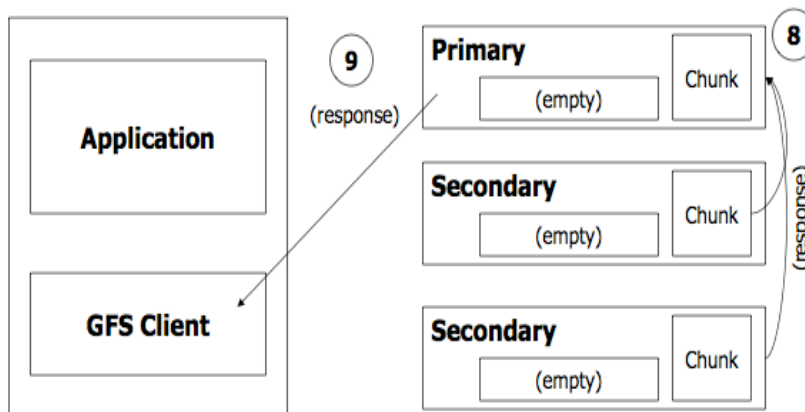 Application
GFS Client
9
(response)
Primary
(empty)
Chunk
8
Secondary
(empty)
Chunk
(response)
Secondary
(empty)
Chunk